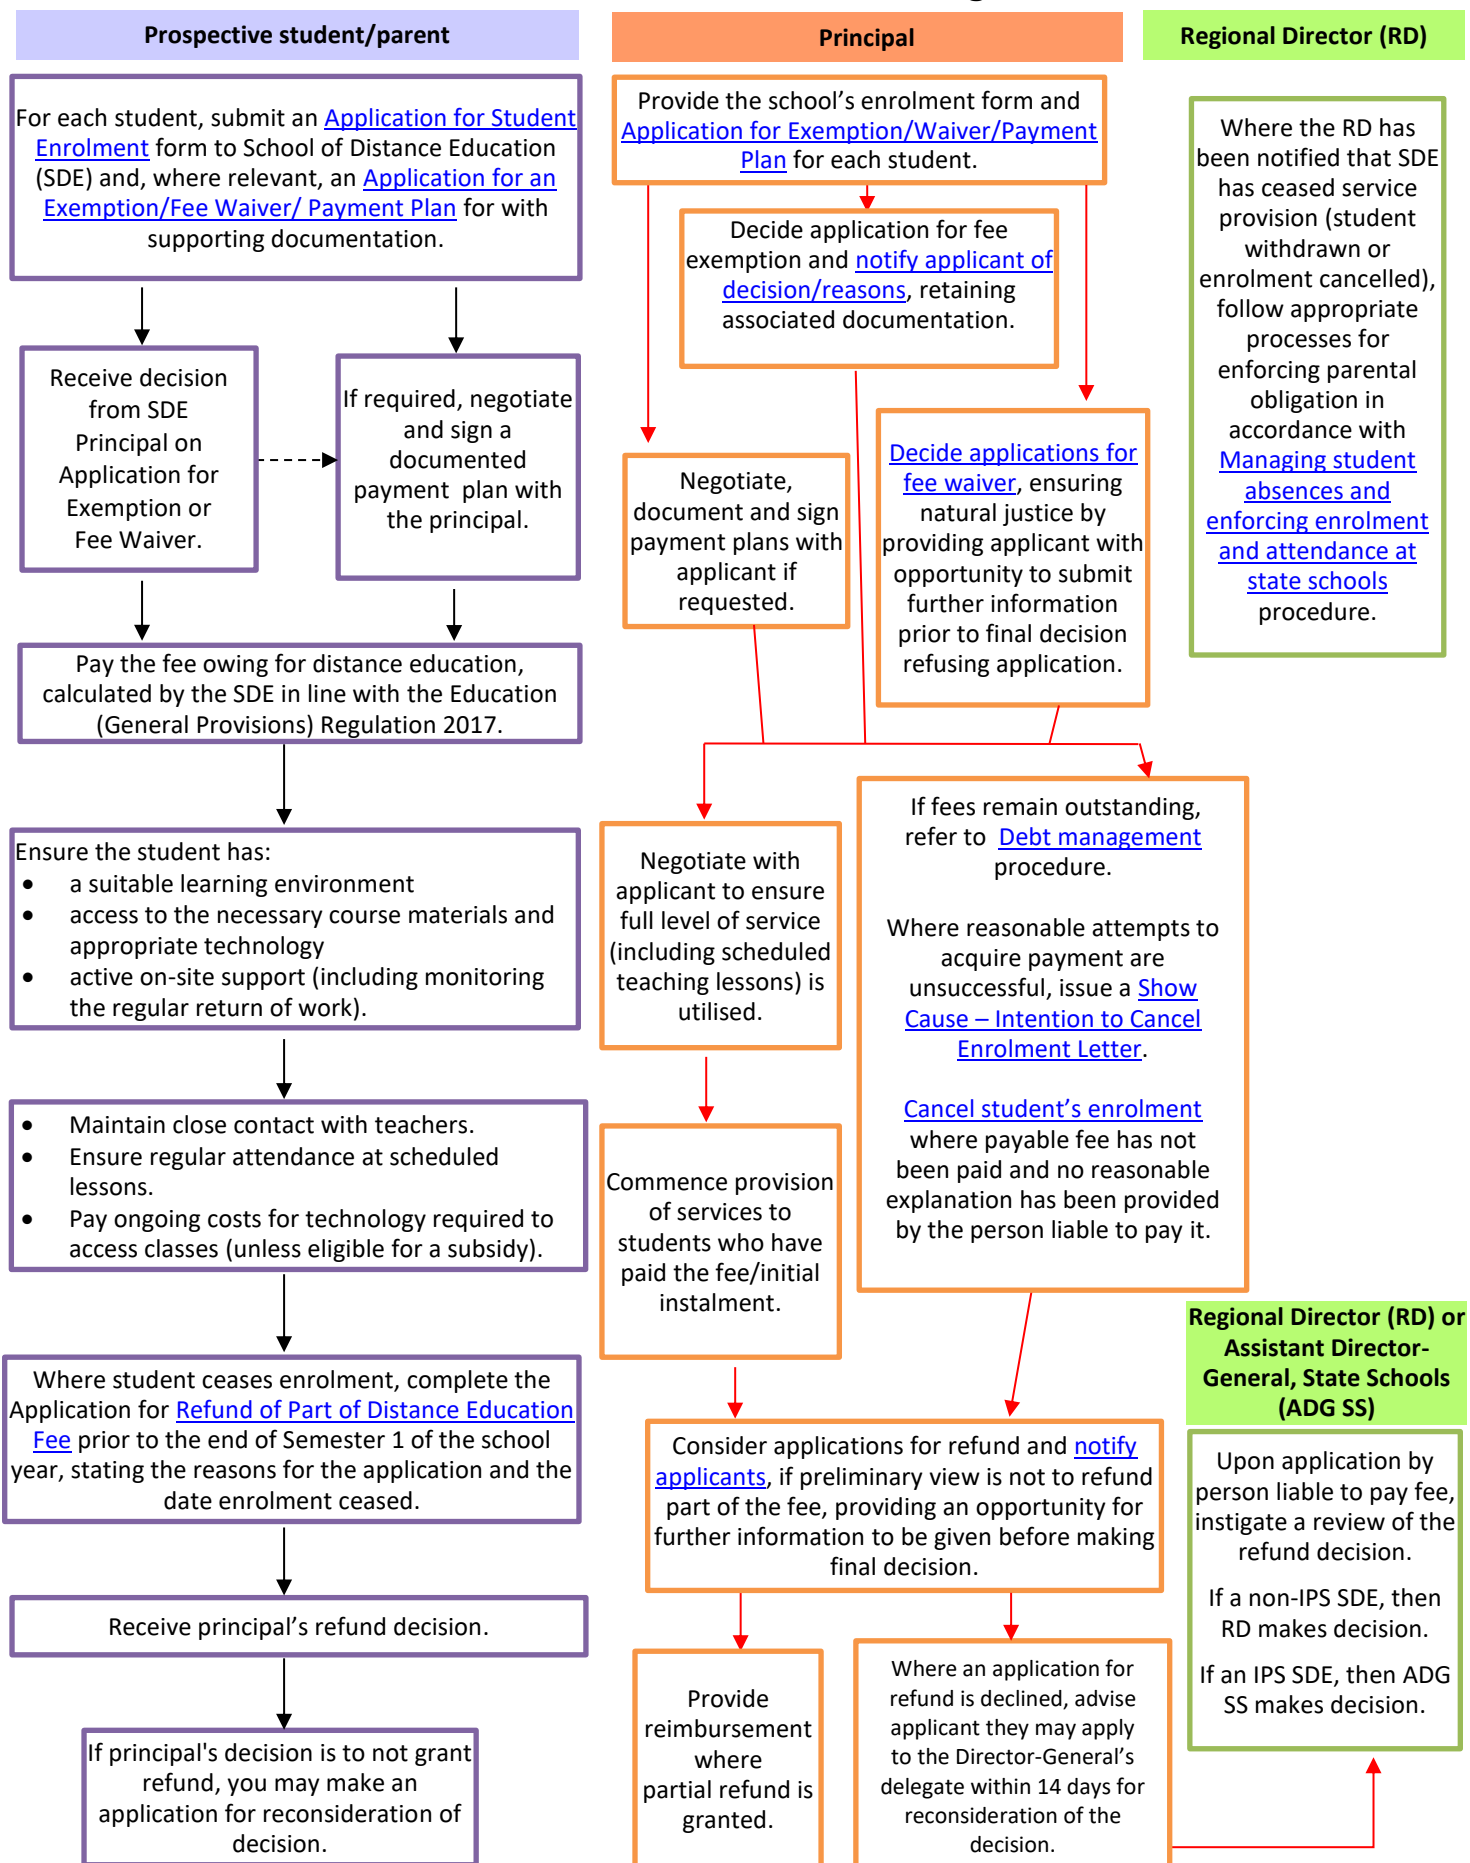 Prospective student/parent
For each student, submit an Application for Student
Enrolment form to School of Distance Education
(SDE) and, where relevant, an Application for an
Exemption/Fee Waiver/ Payment Plan for with
supporting documentation.
Receive decision
from SDE
Principal on
Application for
Exemption or
Fee Waiver.
If required, negotiate
and sign a
documented
payment  plan with
the principal.
Pay the fee owing for distance education,
calculated by the SDE in line with the Education
(General Provisions) Regulation 2017.
Ensure the student has:
• a suitable learning environment
• access to the necessary course materials and
appropriate technology
• active on-site support (including monitoring
the regular return of work).
• Maintain close contact with teachers.
• Ensure regular attendance at scheduled
lessons.
• Pay ongoing costs for technology required to
access classes (unless eligible for a subsidy).
Where student ceases enrolment, complete the
Application for Refund of Part of Distance Education
Fee prior to the end of Semester 1 of the school
year, stating the reasons for the application and the
date enrolment ceased.
Receive principal’s refund decision.
If principal's decision is to not grant
refund, you may make an
application for reconsideration of
decision.
Principal
Provide the school’s enrolment form and
Application for Exemption/Waiver/Payment
Plan for each student.
Decide application for fee
exemption and notify applicant of
decision/reasons, retaining
associated documentation.
Negotiate,
document and sign
payment plans with
applicant if
requested.
Decide applications for
fee waiver, ensuring
natural justice by
providing applicant with
opportunity to submit
further information
prior to final decision
refusing application.
Negotiate with
applicant to ensure
full level of service
(including scheduled
teaching lessons) is
utilised.
If fees remain outstanding,
refer to  Debt management
procedure.
Where reasonable attempts to
acquire payment are
unsuccessful, issue a Show
Cause – Intention to Cancel
Enrolment Letter.
Cancel student’s enrolment
where payable fee has not
been paid and no reasonable
explanation has been provided
by the person liable to pay it.
Commence provision
of services to
students who have
paid the fee/initial
instalment.
Consider applications for refund and notify
applicants, if preliminary view is not to refund
part of the fee, providing an opportunity for
further information to be given before making
final decision.
Provide
reimbursement
where
partial refund is
granted.
Where an application for
refund is declined, advise
applicant they may apply
to the Director-General’s
delegate within 14 days for
reconsideration of the
decision.
Regional Director (RD)
Where the RD has
been notified that SDE
has ceased service
provision (student
withdrawn or
enrolment cancelled),
follow appropriate
processes for
enforcing parental
obligation in
accordance with
Managing student
absences and
enforcing enrolment
and attendance at
state schools
procedure.
Regional Director (RD) or
Assistant Director-
General, State Schools
(ADG SS)
Upon application by
person liable to pay fee,
instigate a review of the
refund decision.
If a non-IPS SDE, then
RD makes decision.
If an IPS SDE, then ADG
SS makes decision.